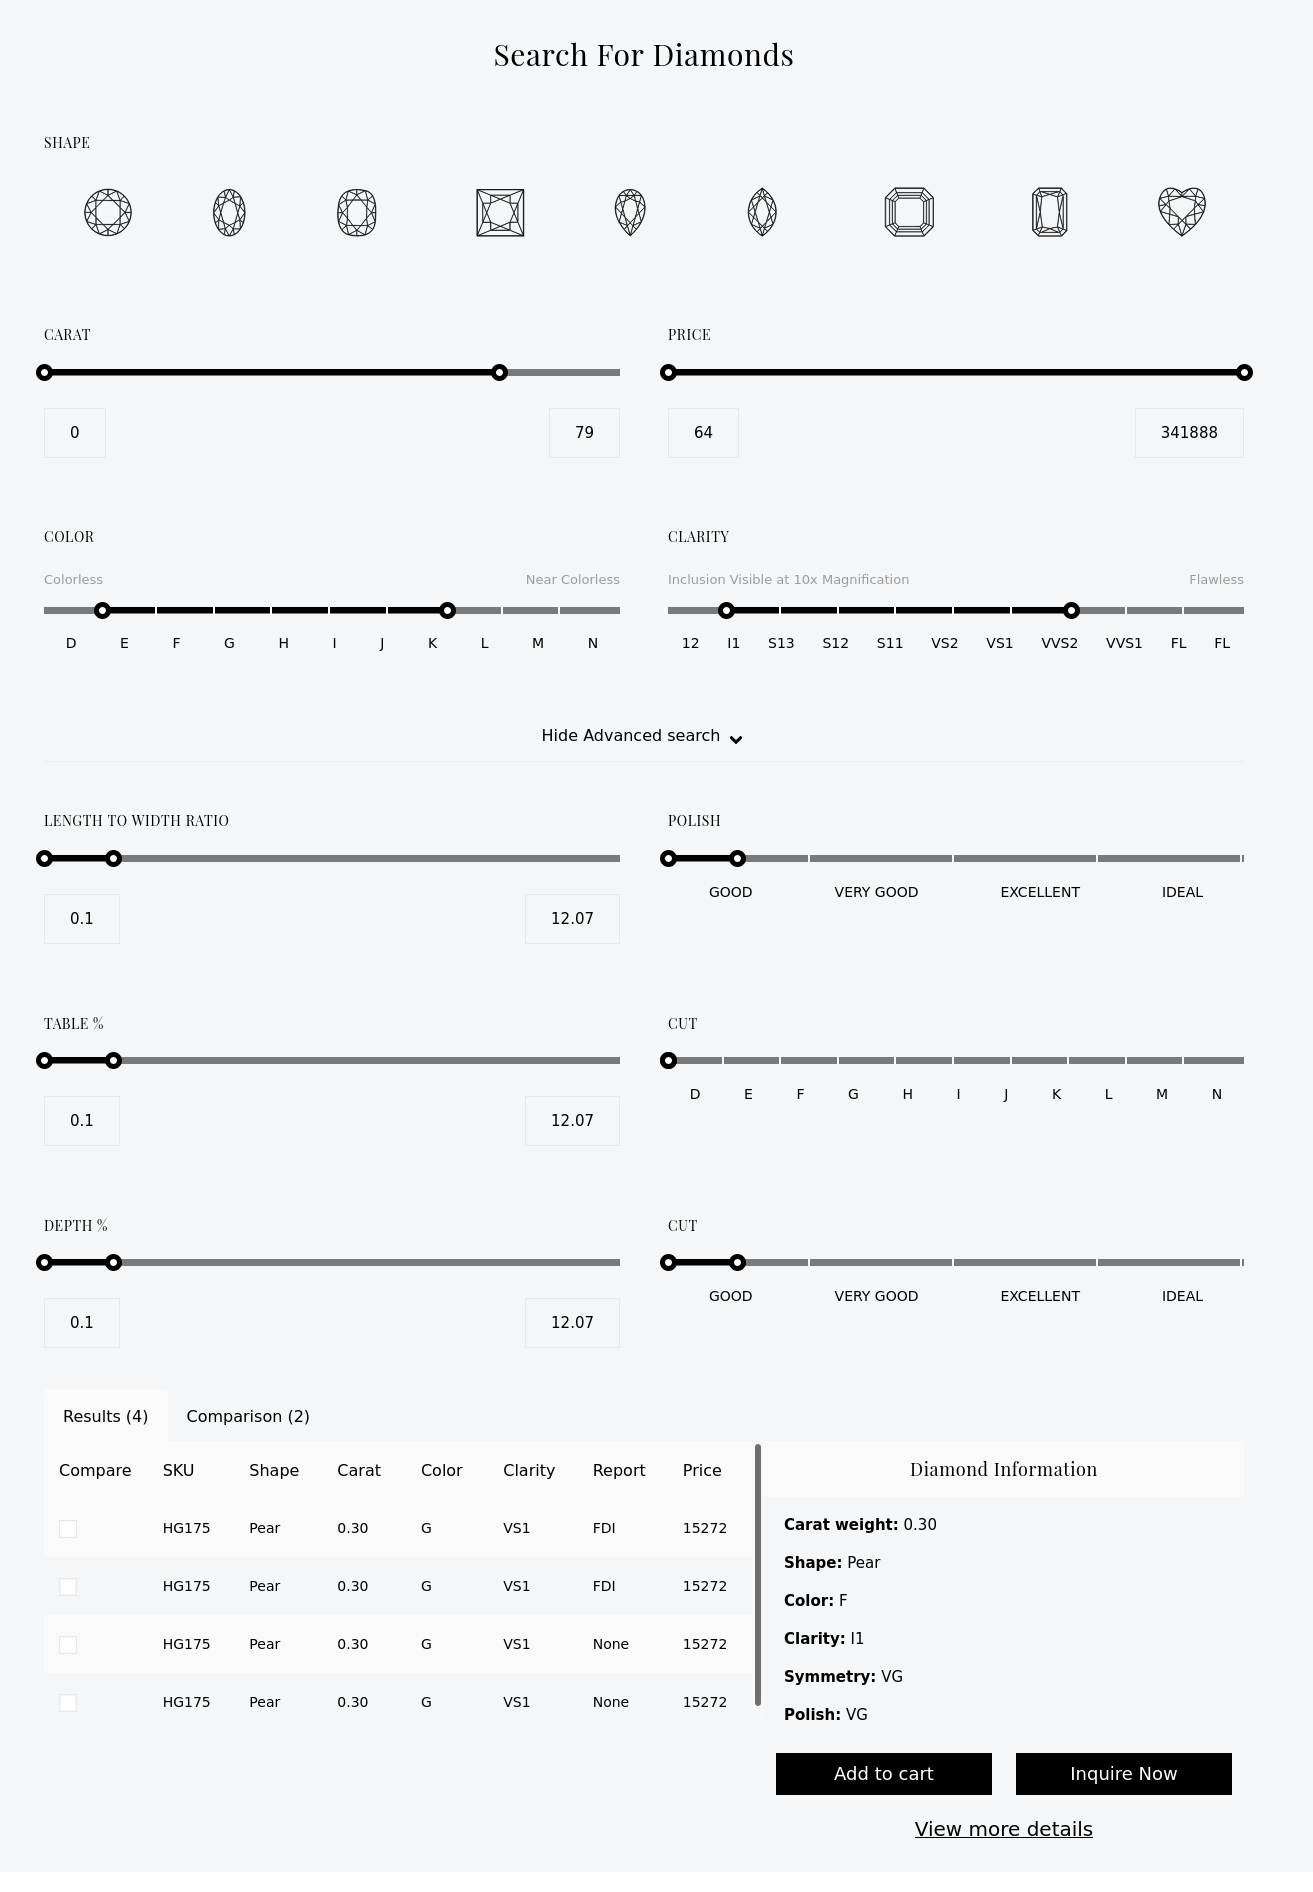 Search For Diamonds
SHAPE
CARAT
PRICE
0
79
64
341888
COLOR
CLARITY
Colorless
Near Colorless
Inclusion Visible at 10x Magnification
Flawless
D E F G H I J K L M N
12 I1 S13 S12 S11 VS2 VS1 VVS2 VVS1 FL FL
Hide Advanced search
LENGTH TO WIDTH RATIO
POLISH
GOOD VERY GOOD EXCELLENT IDEAL
0.1
12.07
TABLE %
CUT
D E F G H I J K L M N
0.1
12.07
DEPTH %
CUT
GOOD VERY GOOD EXCELLENT IDEAL
0.1
12.07
Results (4)
Comparison (2)
Compare SKU Shape Carat Color Clarity Report Price
HG175 Pear 0.30 G VS1 FDI 15272
HG175 Pear 0.30 G VS1 FDI 15272
HG175 Pear 0.30 G VS1 None 15272
HG175 Pear 0.30 G VS1 None 15272
Diamond Information
Carat weight: 0.30
Shape: Pear
Color: F
Clarity: I1
Symmetry: VG
Polish: VG
Add to cart
Inquire Now
View more details